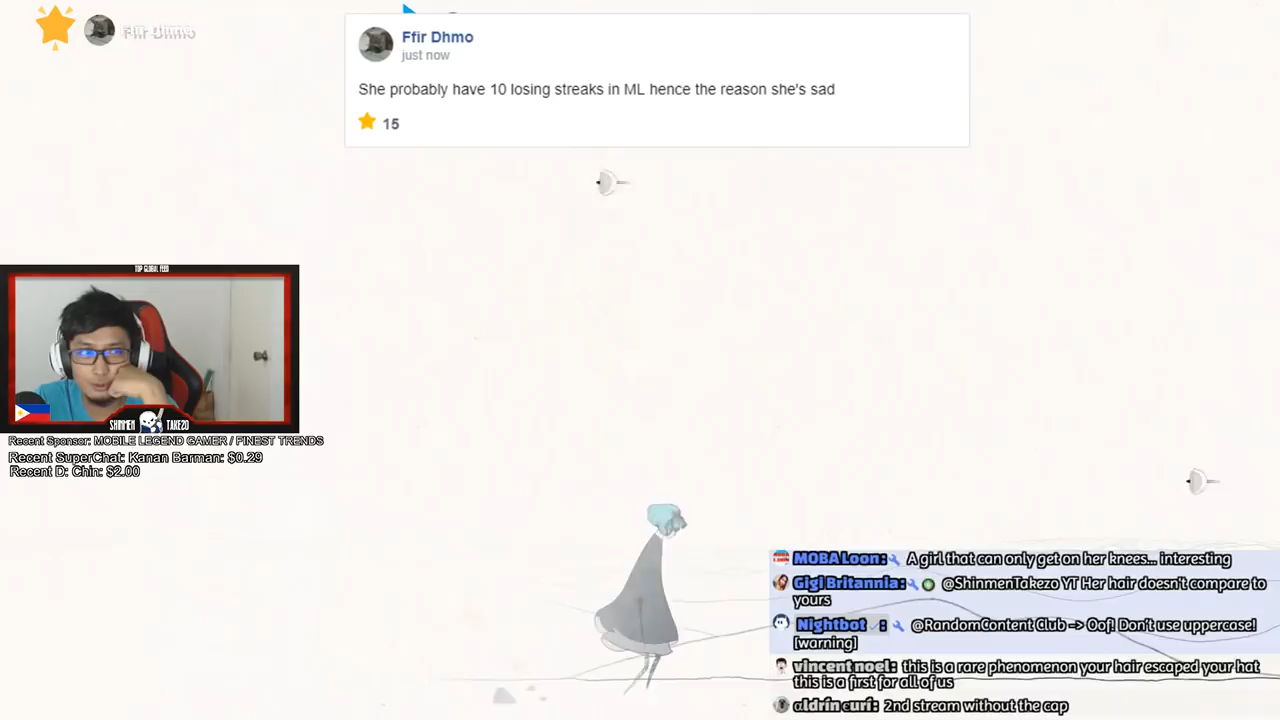 Ffir Dhmo
Ffir Dhmo
just now
She probably have 10 losing streaks in ML hence the reason she's sad
15
TOP GLOBAL FEED
SHINMEN TAKEZO
Recent Sponsor: MOBILE LEGEND GAMER / FINEST TRENDS
Recent SuperChat: Kanan Barman: $0.29
Recent D: Chin: $2.00
MOBA Loon: A girl that can only get on her knees... interesting
Gigi Britannia: @ShinmenTakezo YT Her hair doesn't compare to
yours
Nightbot : @RandomContent Club -> Oof! Don't use uppercase!
[warning]
vincent noel: this is a rare phenomenon your hair escaped your hat
this is a first for all of us
αldrín curí: 2nd stream without the cap